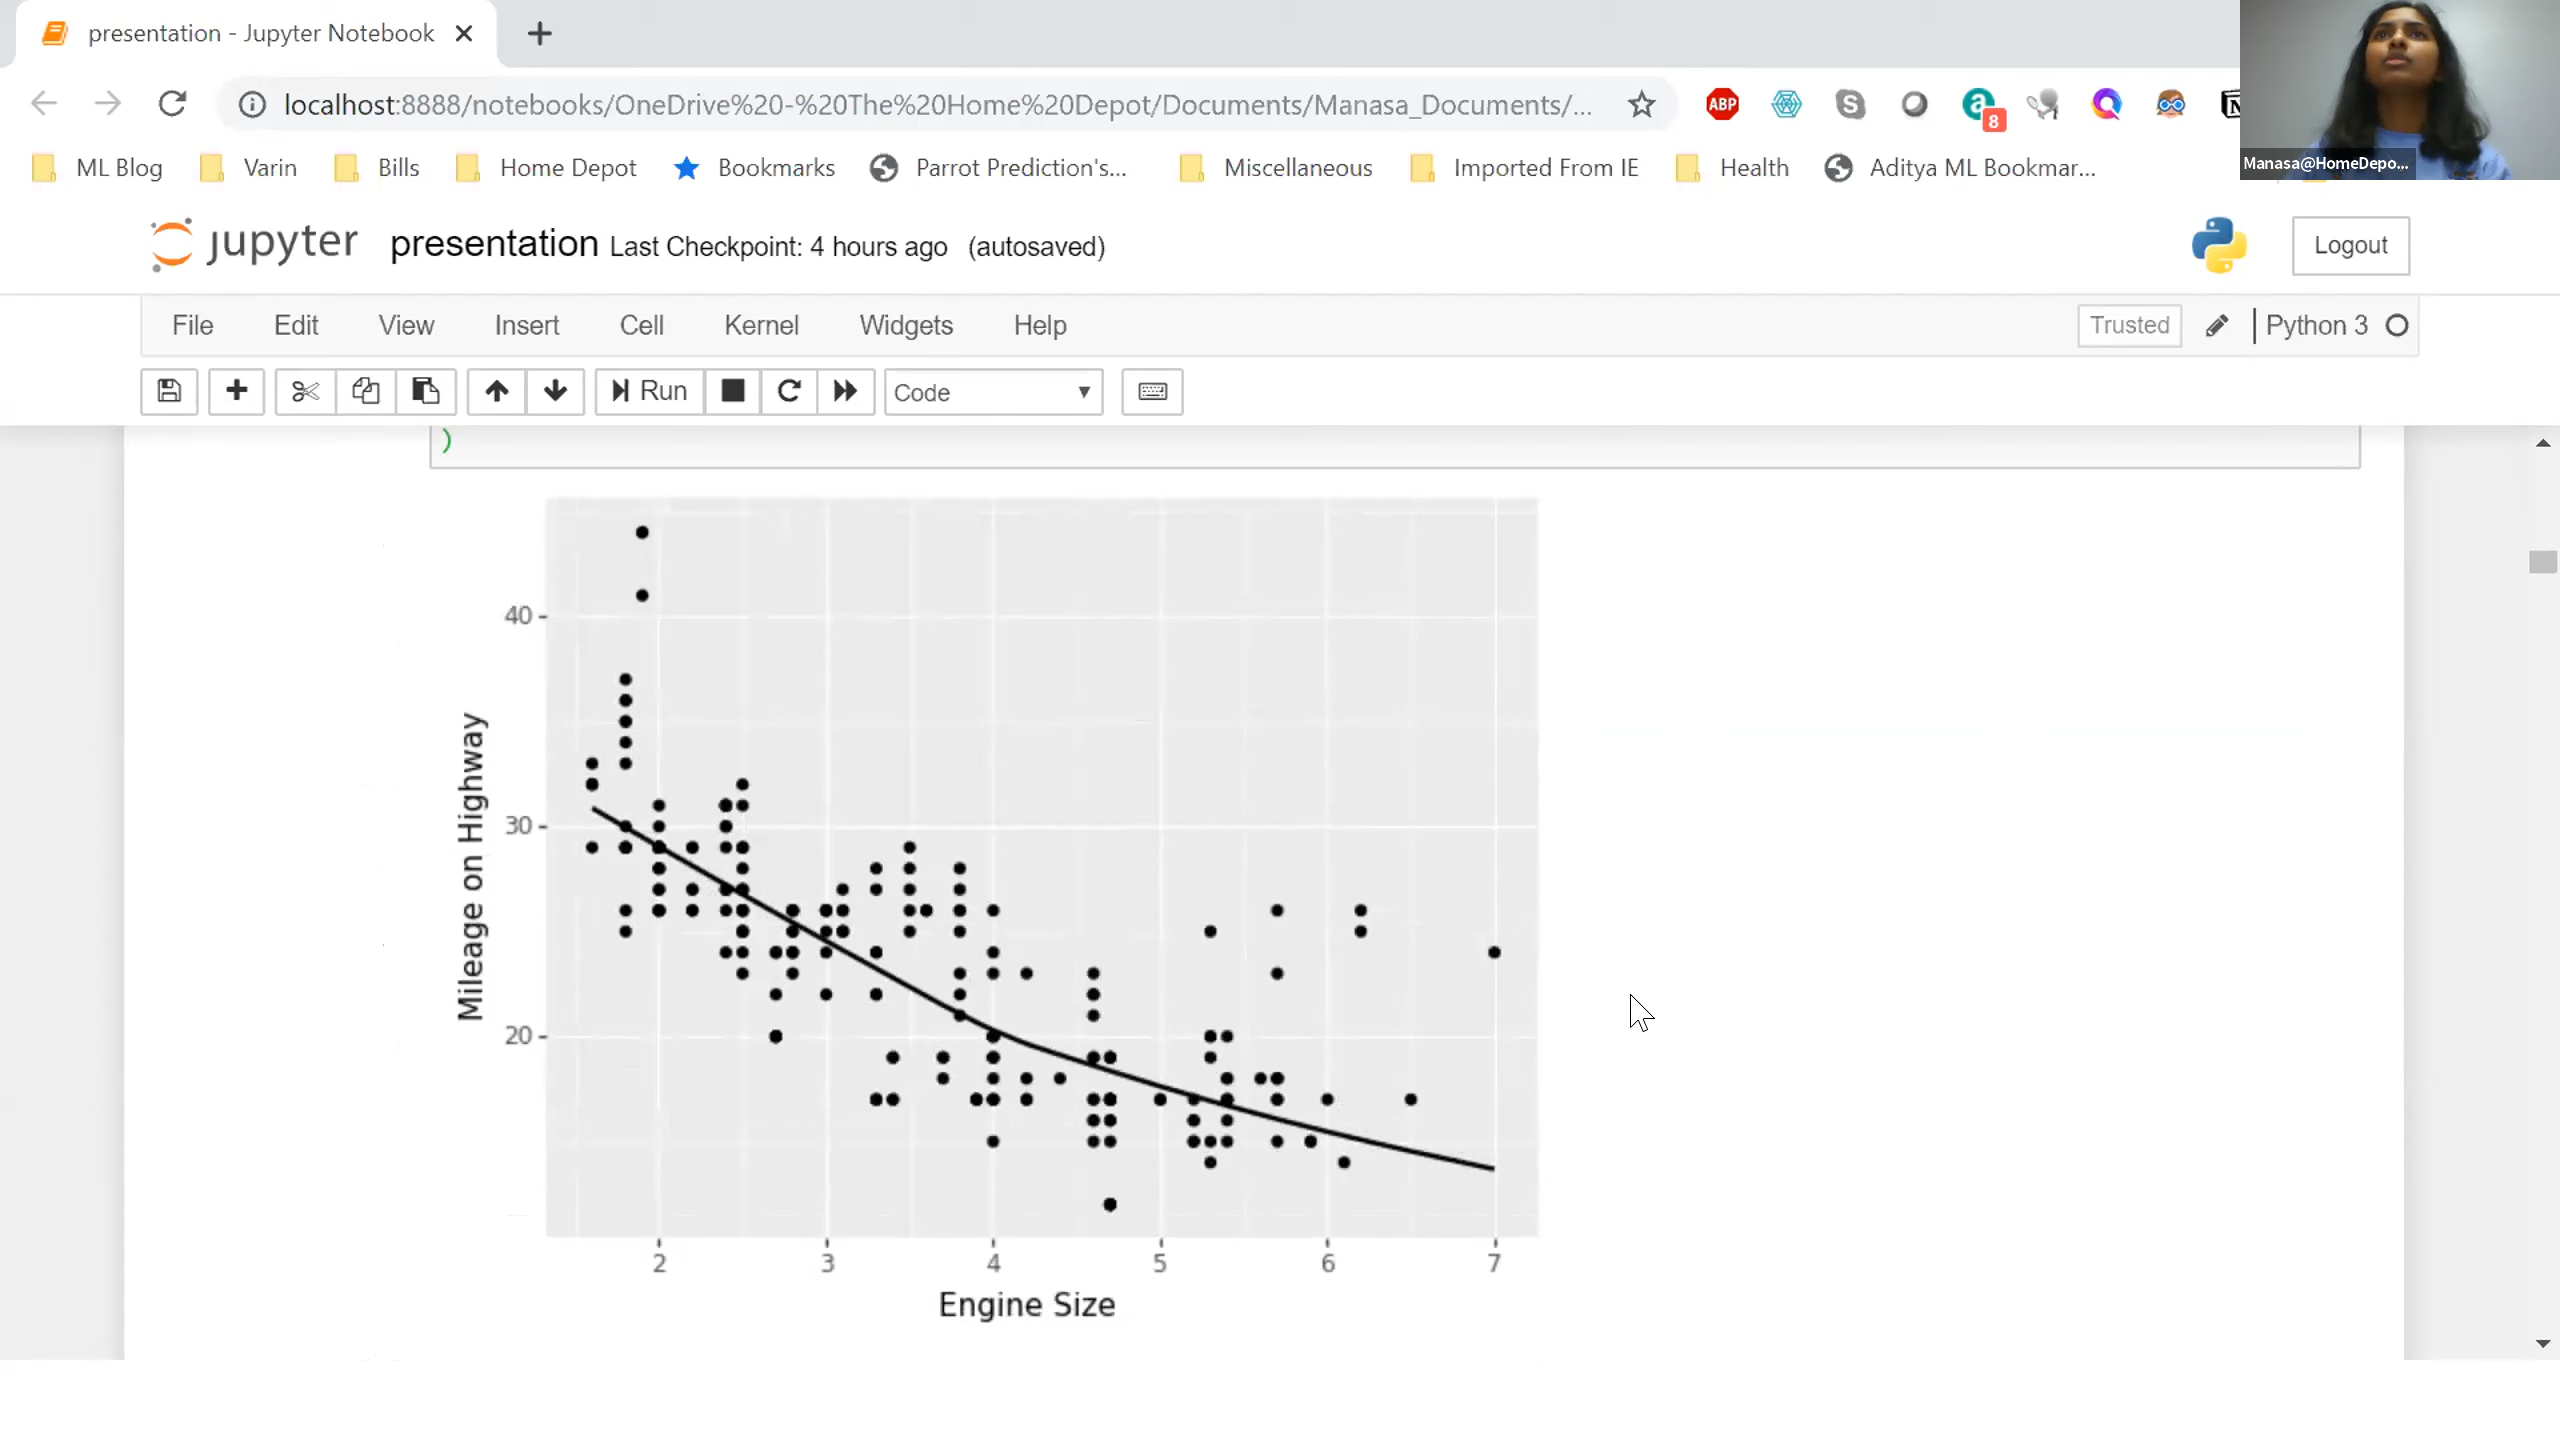 presentation - Jupyter Notebook
localhost:8888/notebooks/OneDrive%20-%20The%20Home%20Depot/Documents/Manasa_Documents/...
ABP
S
a
8
ML Blog
Varin
Bills
Home Depot
Bookmarks
Parrot Prediction's...
Miscellaneous
Imported From IE
Health
Aditya ML Bookmar...
Manasa@HomeDepo...
jupyter presentation Last Checkpoint: 4 hours ago (autosaved)
Logout
File Edit View Insert Cell Kernel Widgets Help
Trusted
Python 3
Run
Code
)
40
30
20
Mileage on Highway
2 3 4 5 6 7
Engine Size